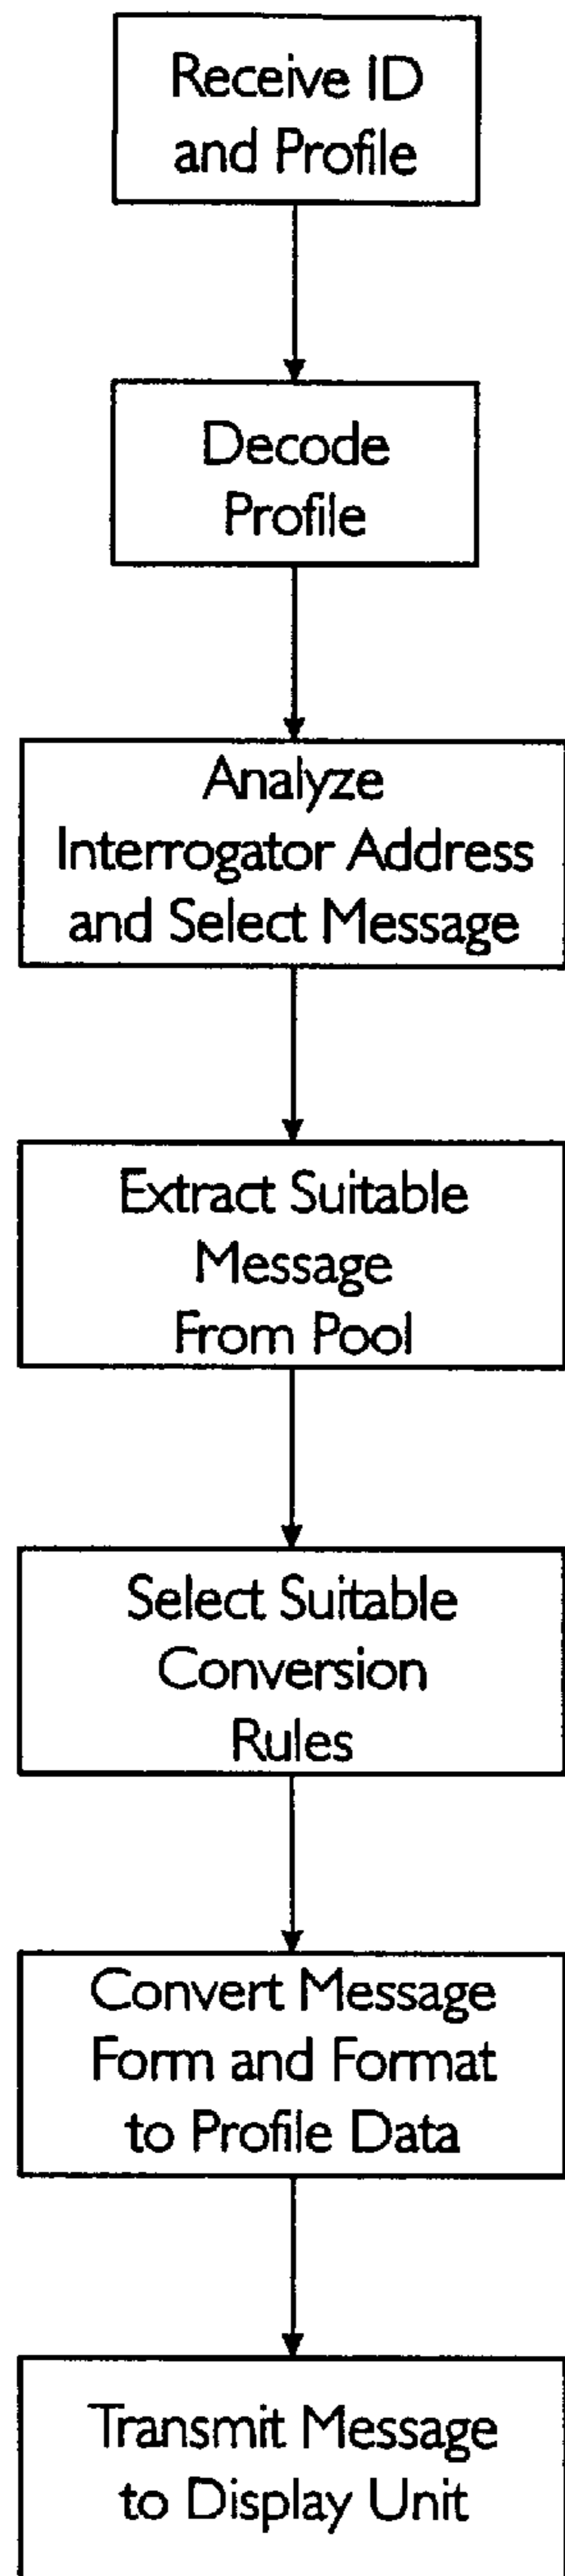 Receive ID
and Profile
Decode
Profile
Analyze
Interrogator Address
and Select Message
Extract Suitable
Message
From Pool
Select Suitable
Conversion
Rules
Convert Message
Form and Format
to Profile Data
Transmit Message
to Display Unit